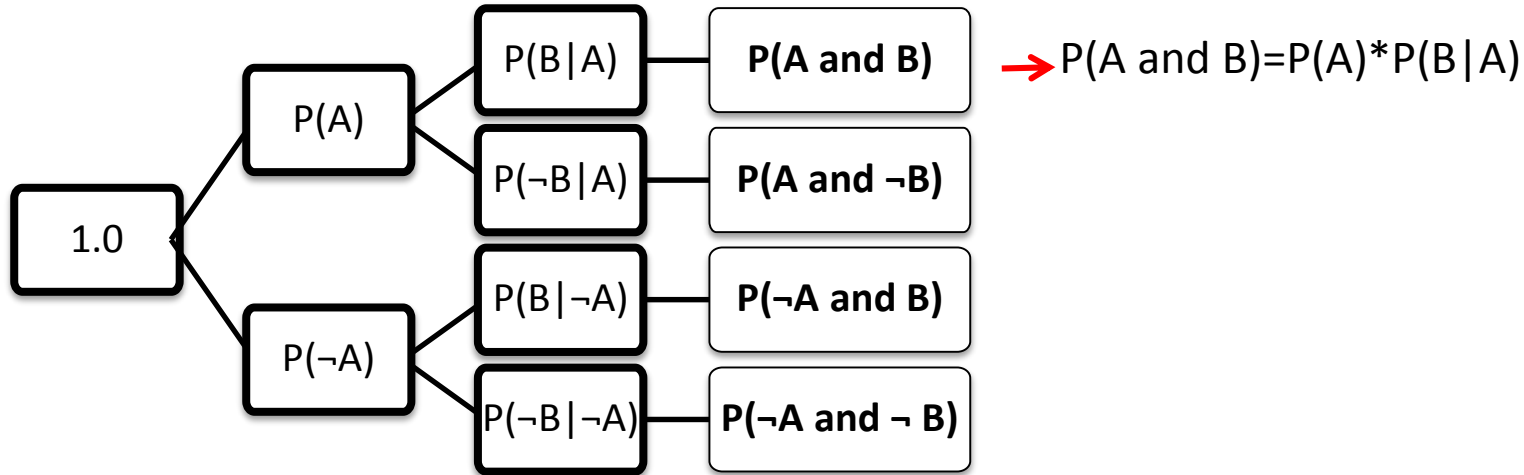 1.0
P(A)
P(¬A)
P(B|A)
P(¬B|A)
P(B|¬A)
P(¬B|¬A)
P(A and B)
P(A and ¬B)
P(¬A and B)
P(¬A and ¬ B)
P(A and B)=P(A)*P(B|A)